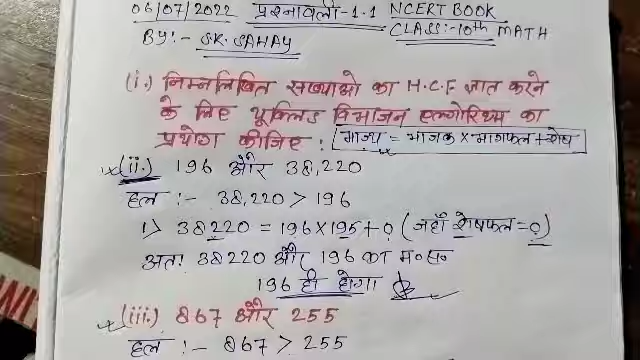 06/07/2022 प्रश्नावली-1.1 NCERT BOOK
BY:- S.K. SAHAY CLASS:-10th MATH
(i.) निम्नलिखित संख्याओ का H.C.F ज्ञात करने
के लिए यूक्लिड विभाजन एल्गोरिथम का
प्रयोग कीजिए : भाज्य = भाजक × भागफल + शेष
(ii.) 196 और 38,220
हल :- 38,220 > 196
1> 38220 = 196×195+0 (जहाँ शेषफल=0)
अतः 38220 और 196 का म०स०
196 ही होगा
(iii.) 867 और 255
हल :- 867 > 255